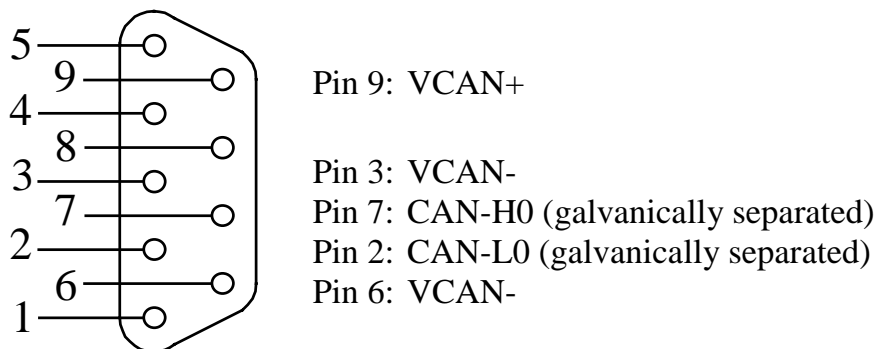 5
9
Pin 9: VCAN+
4
8
3
Pin 3: VCAN-
7
Pin 7: CAN-H0 (galvanically separated)
2
Pin 2: CAN-L0 (galvanically separated)
6
Pin 6: VCAN-
1